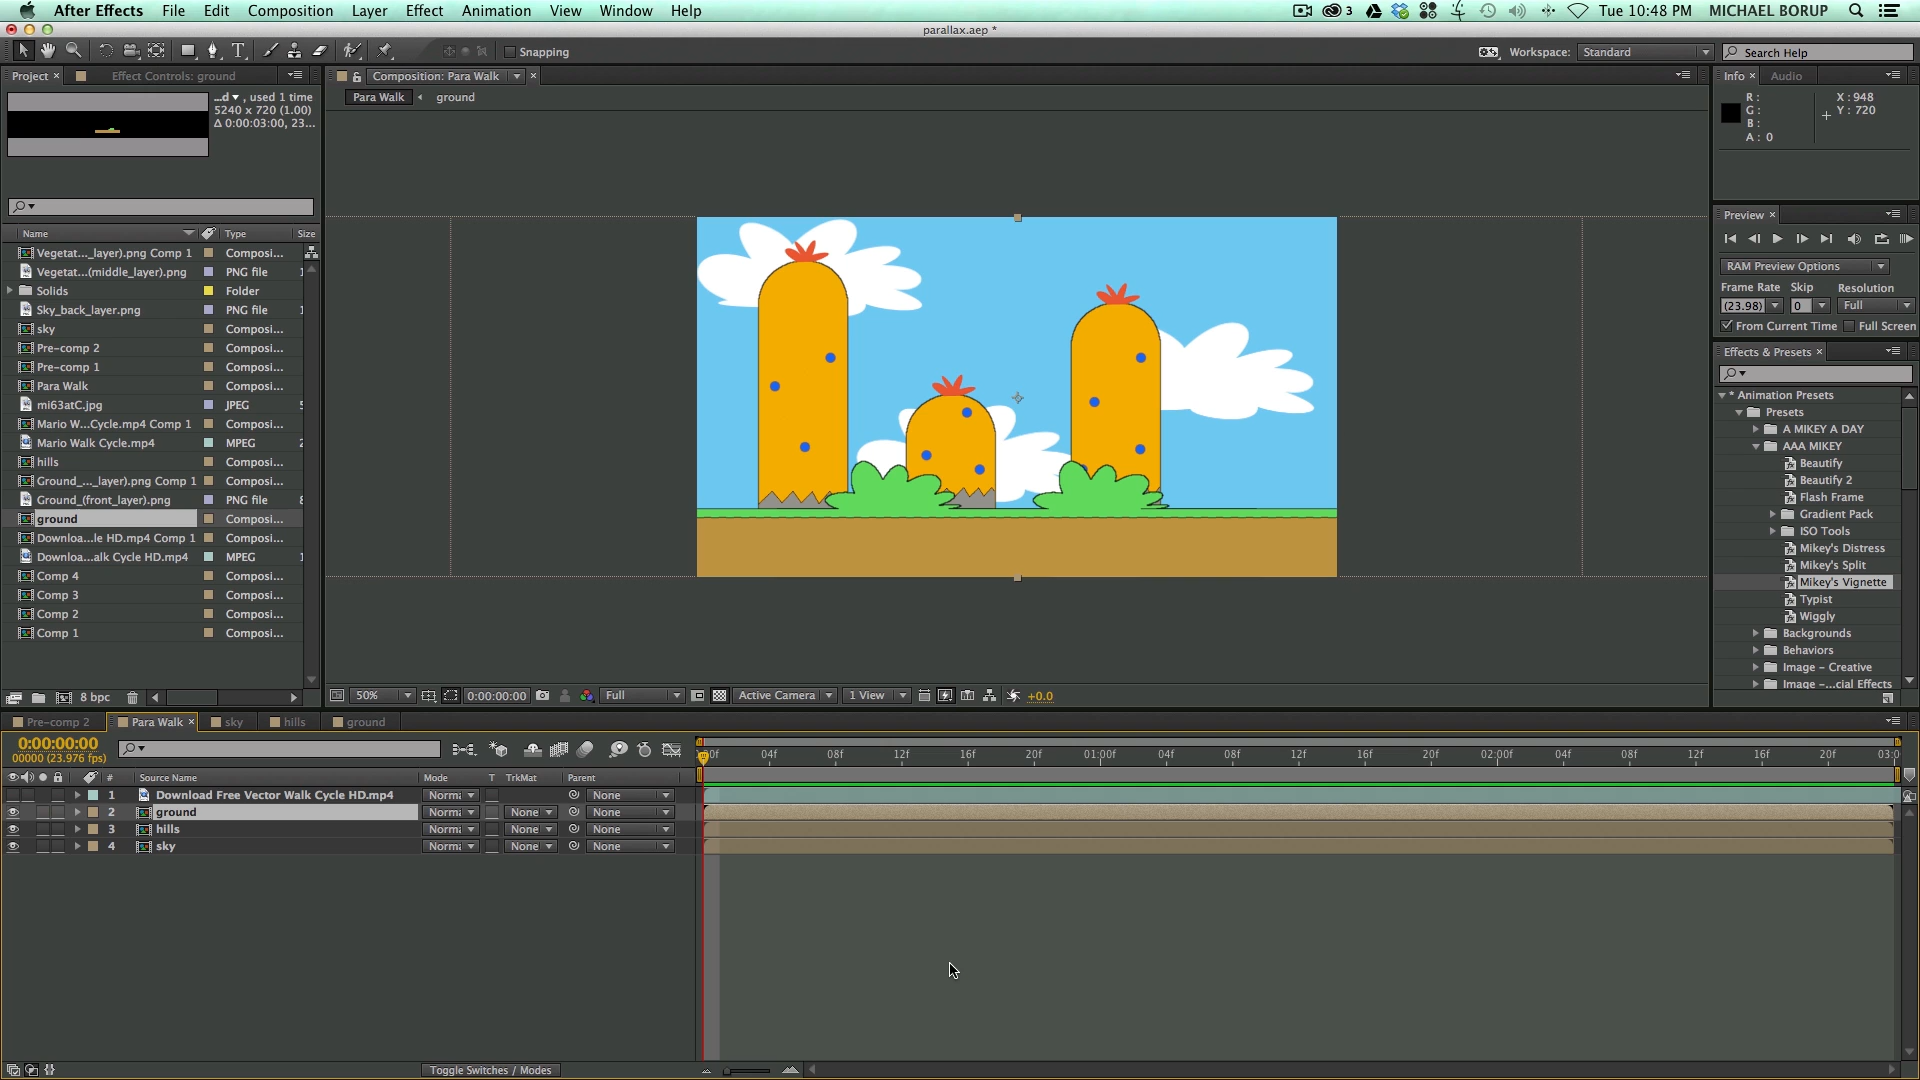 After Effects File Edit Composition Layer Effect Animation View Window Help 3 Tue 10:48 PM MICHAEL BORUP
parallax.aep *
Snapping Workspace: Standard Search Help
Project Effect Controls: ground
...d , used 1 time
5240 x 720 (1.00)
Δ 0:00:03:00, 23...
Name Type Size
Vegetat..._layer).png Comp 1 Composi...
Vegetat...(middle_layer).png PNG file
Solids Folder
Sky_back_layer.png PNG file
sky Composi...
Pre-comp 2 Composi...
Pre-comp 1 Composi...
Para Walk Composi...
mi63atC.jpg JPEG
Mario W...Cycle.mp4 Comp 1 Composi...
Mario Walk Cycle.mp4 MPEG
hills Composi...
Ground_..._layer).png Comp 1 Composi...
Ground_(front_layer).png PNG file
ground Composi...
Downloa...le HD.mp4 Comp 1 Composi...
Downloa...alk Cycle HD.mp4 MPEG
Comp 4 Composi...
Comp 3 Composi...
Comp 2 Composi...
Comp 1 Composi...
8 bpc
Composition: Para Walk
Para Walk ground
50% 0:00:00:00 Full Active Camera 1 View +0.0
Info Audio
R : X : 948
G : Y : 720
B :
A : 0
Preview
RAM Preview Options
Frame Rate Skip Resolution
(23.98) 0 Full
From Current Time Full Screen
Effects & Presets
* Animation Presets
Presets
A MIKEY A DAY
AAA MIKEY
Beautify
Beautify 2
Flash Frame
Gradient Pack
ISO Tools
Mikey's Distress
Mikey's Split
Mikey's Vignette
Typist
Wiggly
Backgrounds
Behaviors
Image - Creative
Image -...cial Effects
Pre-comp 2 Para Walk sky hills ground
0:00:00:00
00000 (23.976 fps)
:00f 04f 08f 12f 16f 20f 01:00f 04f 08f 12f 16f 20f 02:00f 04f 08f 12f 16f 20f 03:0
# Source Name Mode T TrkMat Parent
1 Download Free Vector Walk Cycle HD.mp4 Norma None
2 ground Norma None None
3 hills Norma None None
4 sky Norma None None
Toggle Switches / Modes